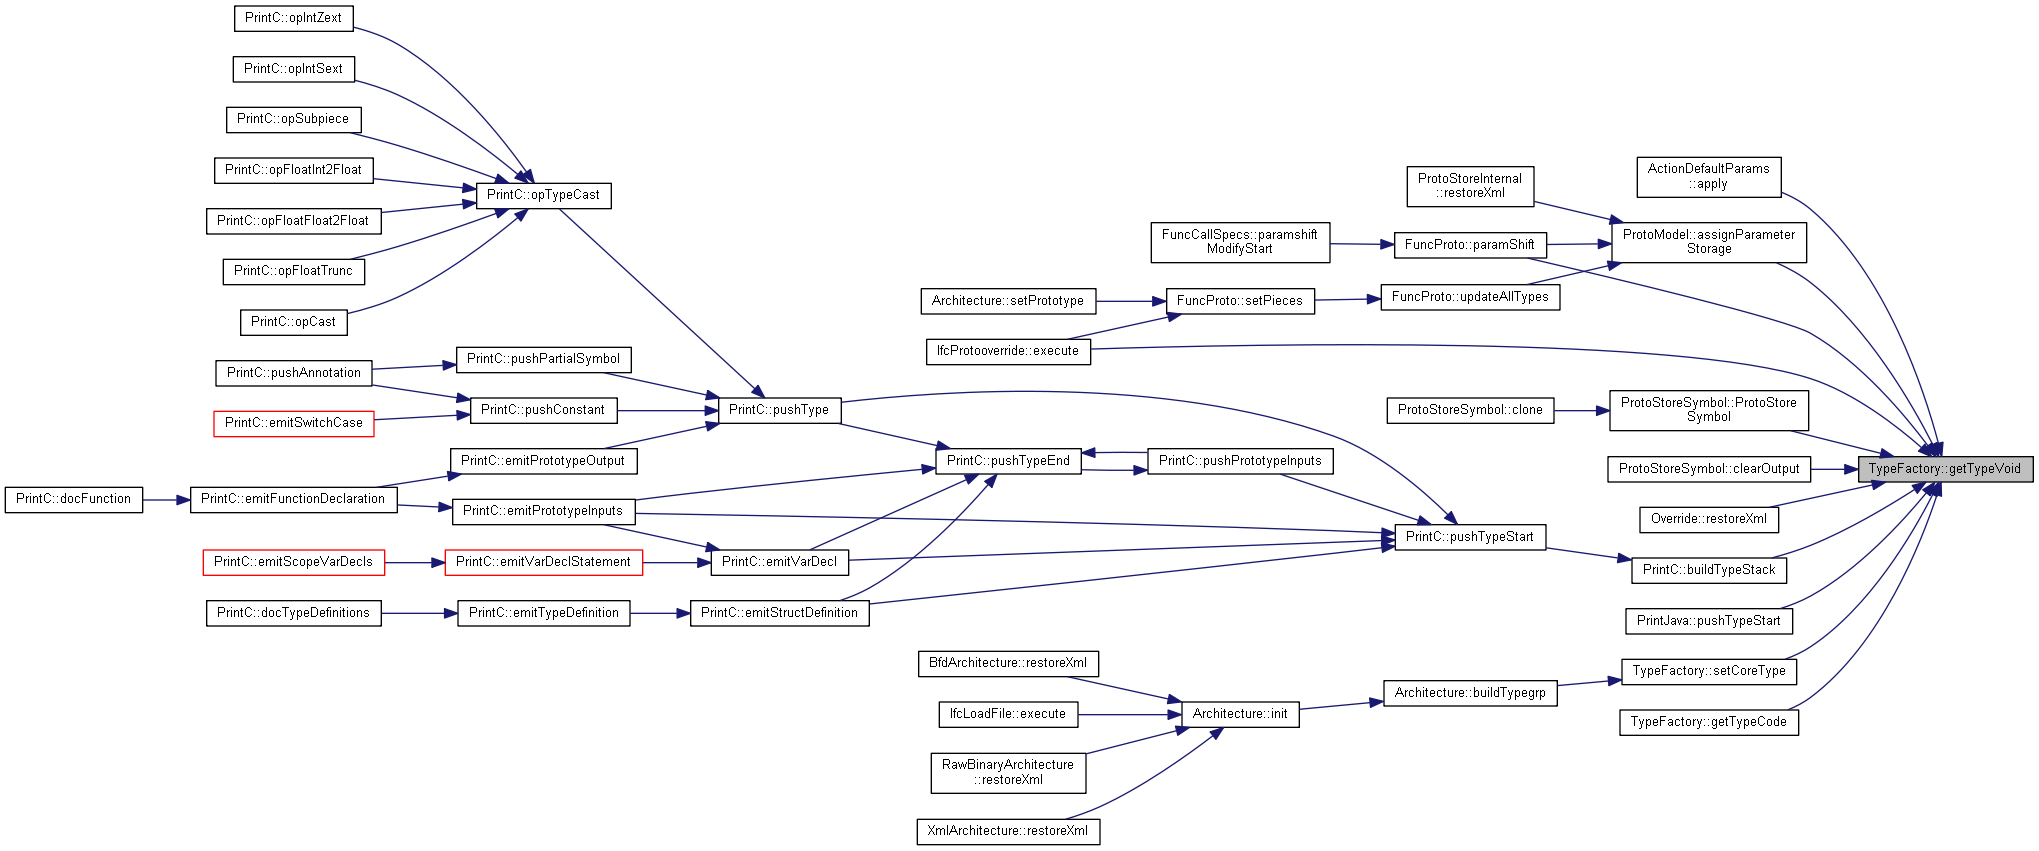 PrintC::opIntZext
PrintC::opIntSext
PrintC::opSubpiece
PrintC::opFloatInt2Float
PrintC::opFloatFloat2Float
PrintC::opFloatTrunc
PrintC::opCast
PrintC::opTypeCast
PrintC::pushAnnotation
PrintC::emitSwitchCase
PrintC::pushPartialSymbol
PrintC::pushConstant
PrintC::emitPrototypeOutput
PrintC::docFunction
PrintC::emitFunctionDeclaration
PrintC::emitPrototypeInputs
PrintC::emitScopeVarDecls
PrintC::emitVarDeclStatement
PrintC::docTypeDefinitions
PrintC::emitTypeDefinition
PrintC::pushType
PrintC::emitVarDecl
PrintC::emitStructDefinition
PrintC::pushTypeEnd
PrintC::pushPrototypeInputs
PrintC::pushTypeStart
FuncCallSpecs::paramshift
ModifyStart
Architecture::setPrototype
IfcProtooverride::execute
FuncProto::setPieces
ProtoStoreInternal
::restoreXml
FuncProto::paramShift
FuncProto::updateAllTypes
ActionDefaultParams
::apply
ProtoModel::assignParameter
Storage
ProtoStoreSymbol::clone
ProtoStoreSymbol::ProtoStore
Symbol
ProtoStoreSymbol::clearOutput
TypeFactory::getTypeVoid
Override::restoreXml
PrintC::buildTypeStack
PrintJava::pushTypeStart
TypeFactory::setCoreType
TypeFactory::getTypeCode
Architecture::buildTypegrp
Architecture::init
BfdArchitecture::restoreXml
IfcLoadFile::execute
RawBinaryArchitecture
::restoreXml
XmlArchitecture::restoreXml